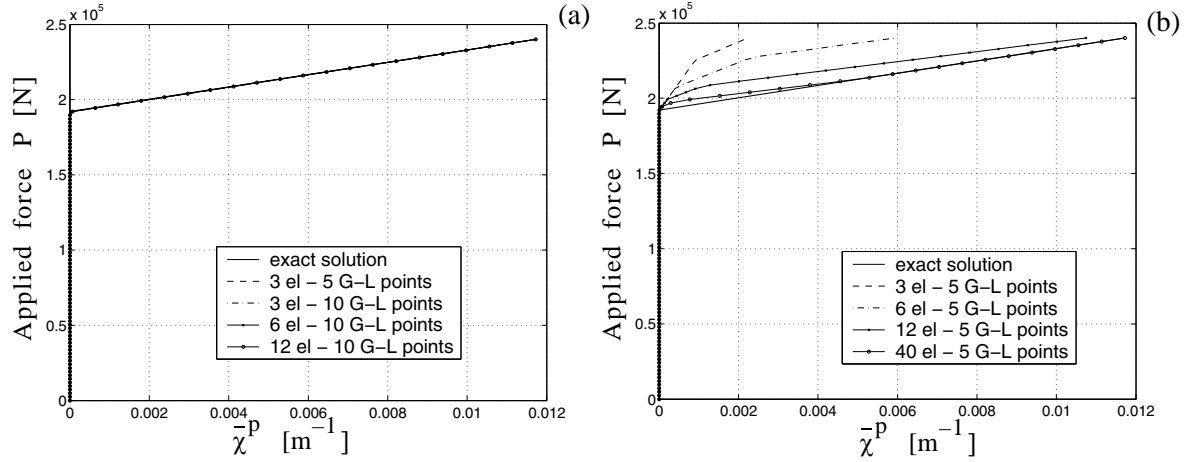 (a)
x 10^5
2.5
2
1.5
1
0.5
0
0 0.002 0.004 0.006 0.008 0.01 0.012
Applied force P [N]
χ̄^p [m^−1]
exact solution
3 el − 5 G−L points
3 el − 10 G−L points
6 el − 10 G−L points
12 el − 10 G−L points
(b)
x 10^5
2.5
2
1.5
1
0.5
0
0 0.002 0.004 0.006 0.008 0.01 0.012
Applied force P [N]
χ̄^p [m^−1]
exact solution
3 el − 5 G−L points
6 el − 5 G−L points
12 el − 5 G−L points
40 el − 5 G−L points